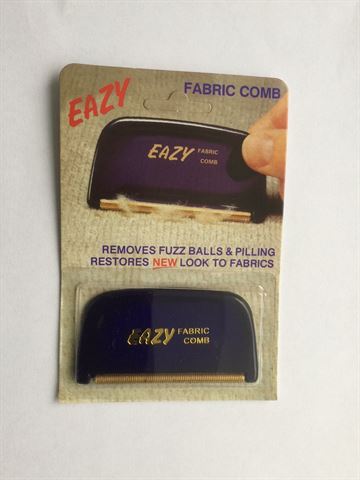 EAZY
FABRIC COMB
EAZY FABRIC
COMB
REMOVES FUZZ BALLS & PILLING
RESTORES NEW LOOK TO FABRICS
EAZY FABRIC
COMB